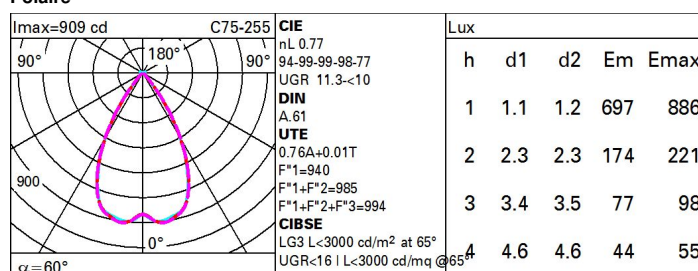 Imax=909 cd C75-255
90° 180° 90°
900
0°
α=60°
CIE
nL 0.77
94-99-99-98-77
UGR 11.3-<10
DIN
A.61
UTE
0.76A+0.01T
F"1=940
F"1+F"2=985
F"1+F"2+F"3=994
CIBSE
LG3 L<3000 cd/m² at 65°
UGR<16 | L<3000 cd/mq @65°
Lux
h d1 d2 Em Emax
1 1.1 1.2 697 886
2 2.3 2.3 174 221
3 3.4 3.5 77 98
4 4.6 4.6 44 55